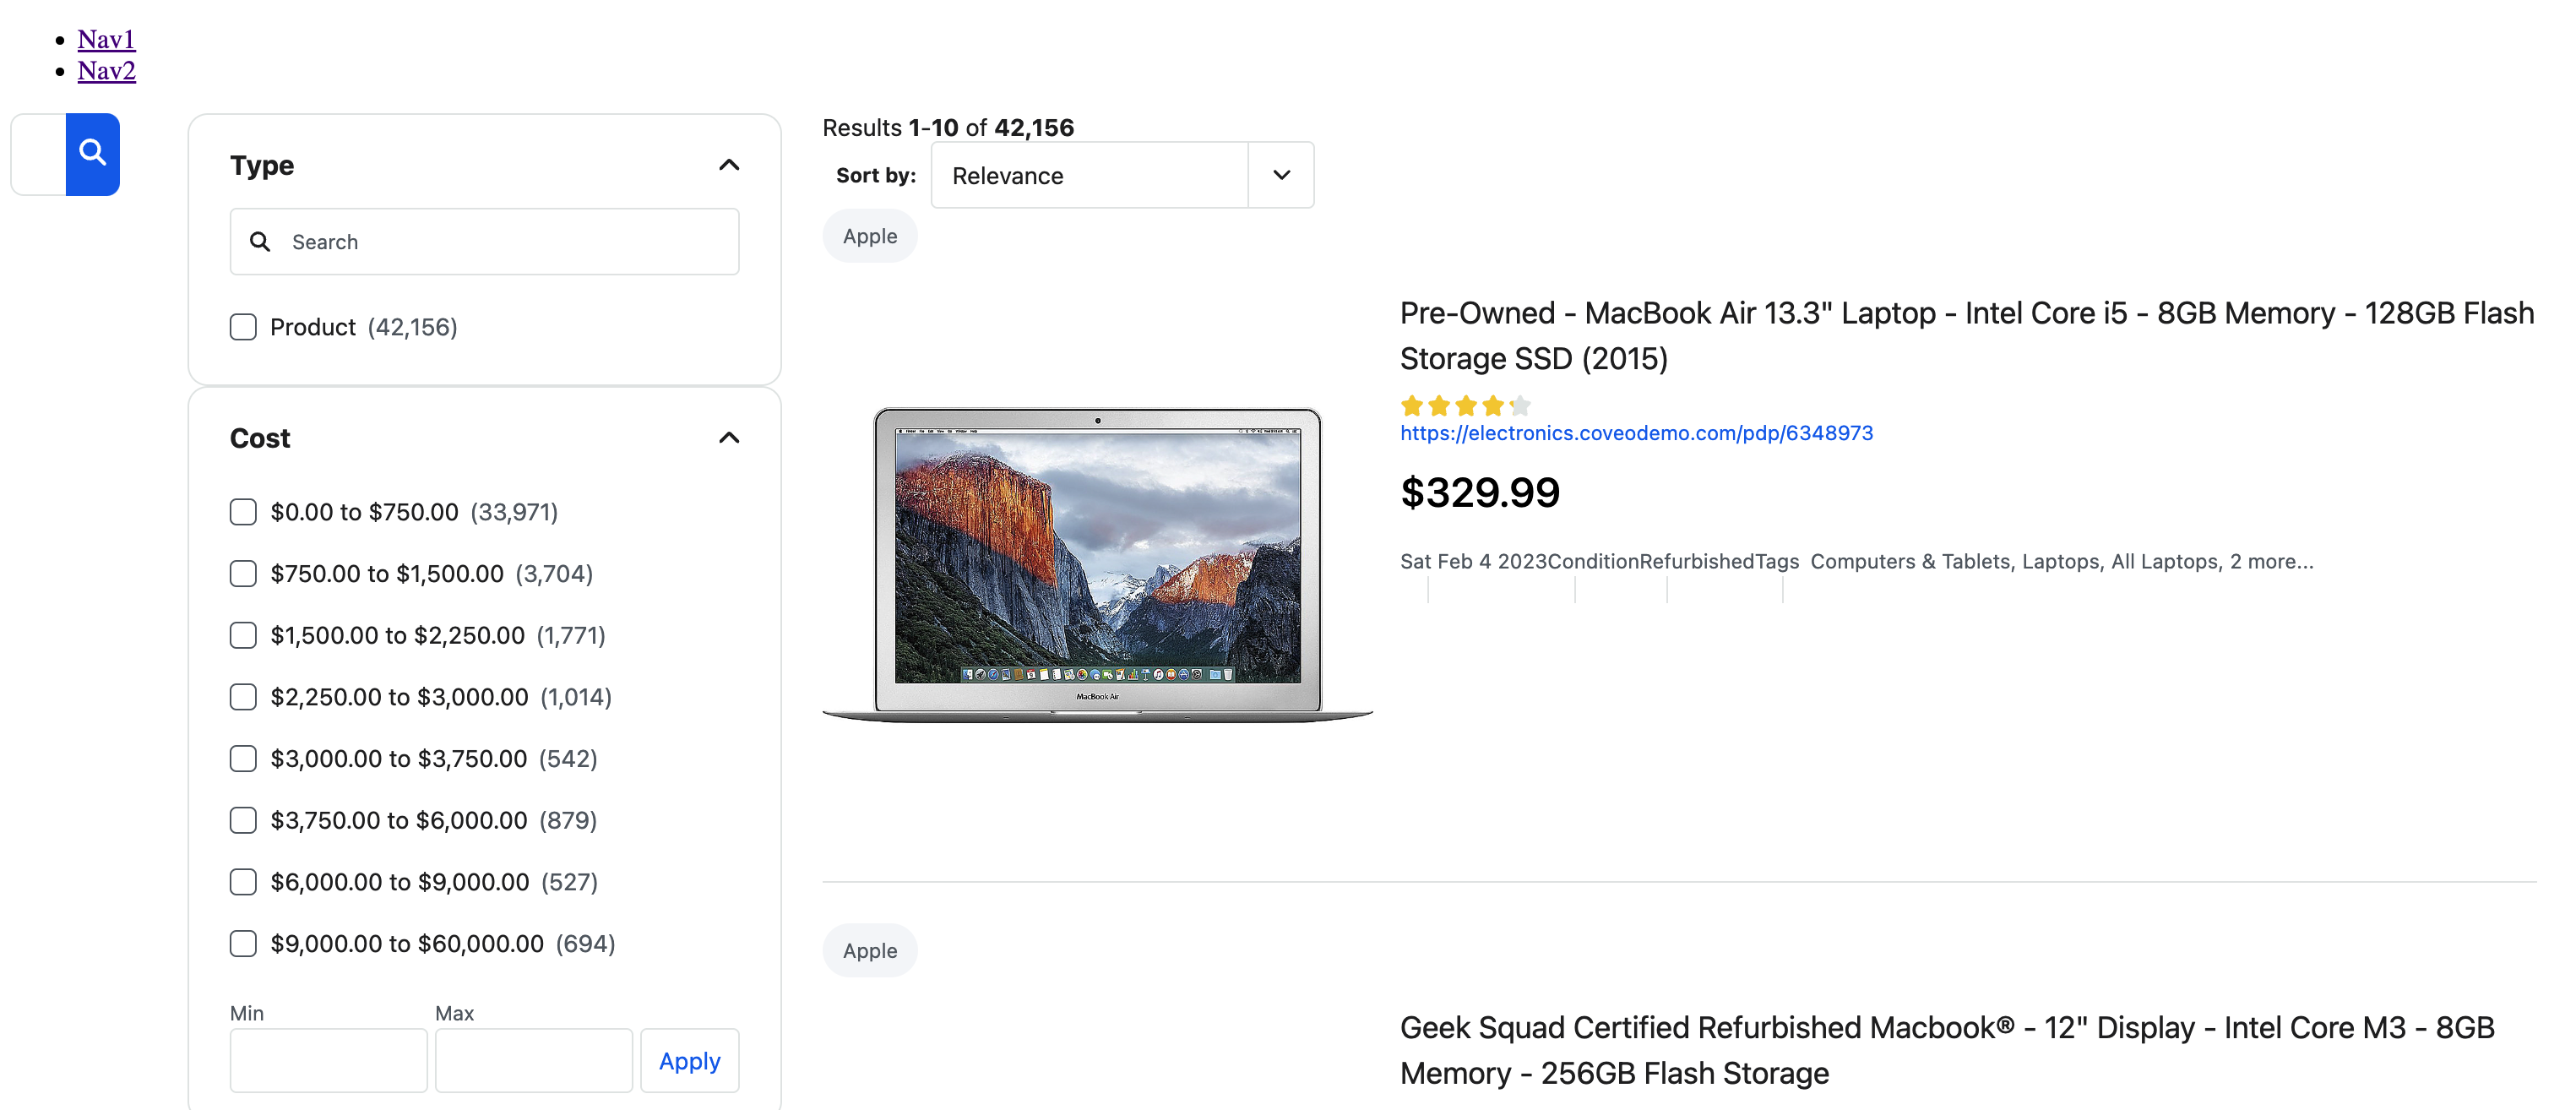 Nav1
Nav2
Type
Search
Product (42,156)
Cost
$0.00 to $750.00 (33,971)
$750.00 to $1,500.00 (3,704)
$1,500.00 to $2,250.00 (1,771)
$2,250.00 to $3,000.00 (1,014)
$3,000.00 to $3,750.00 (542)
$3,750.00 to $6,000.00 (879)
$6,000.00 to $9,000.00 (527)
$9,000.00 to $60,000.00 (694)
Min Max
Apply
Results 1-10 of 42,156
Sort by: Relevance
Apple
Pre-Owned - MacBook Air 13.3" Laptop - Intel Core i5 - 8GB Memory - 128GB Flash
Storage SSD (2015)
https://electronics.coveodemo.com/pdp/6348973
$329.99
Sat Feb 4 2023ConditionRefurbishedTags Computers & Tablets, Laptops, All Laptops, 2 more...
MacBook Air
Apple
Geek Squad Certified Refurbished Macbook® - 12" Display - Intel Core M3 - 8GB
Memory - 256GB Flash Storage